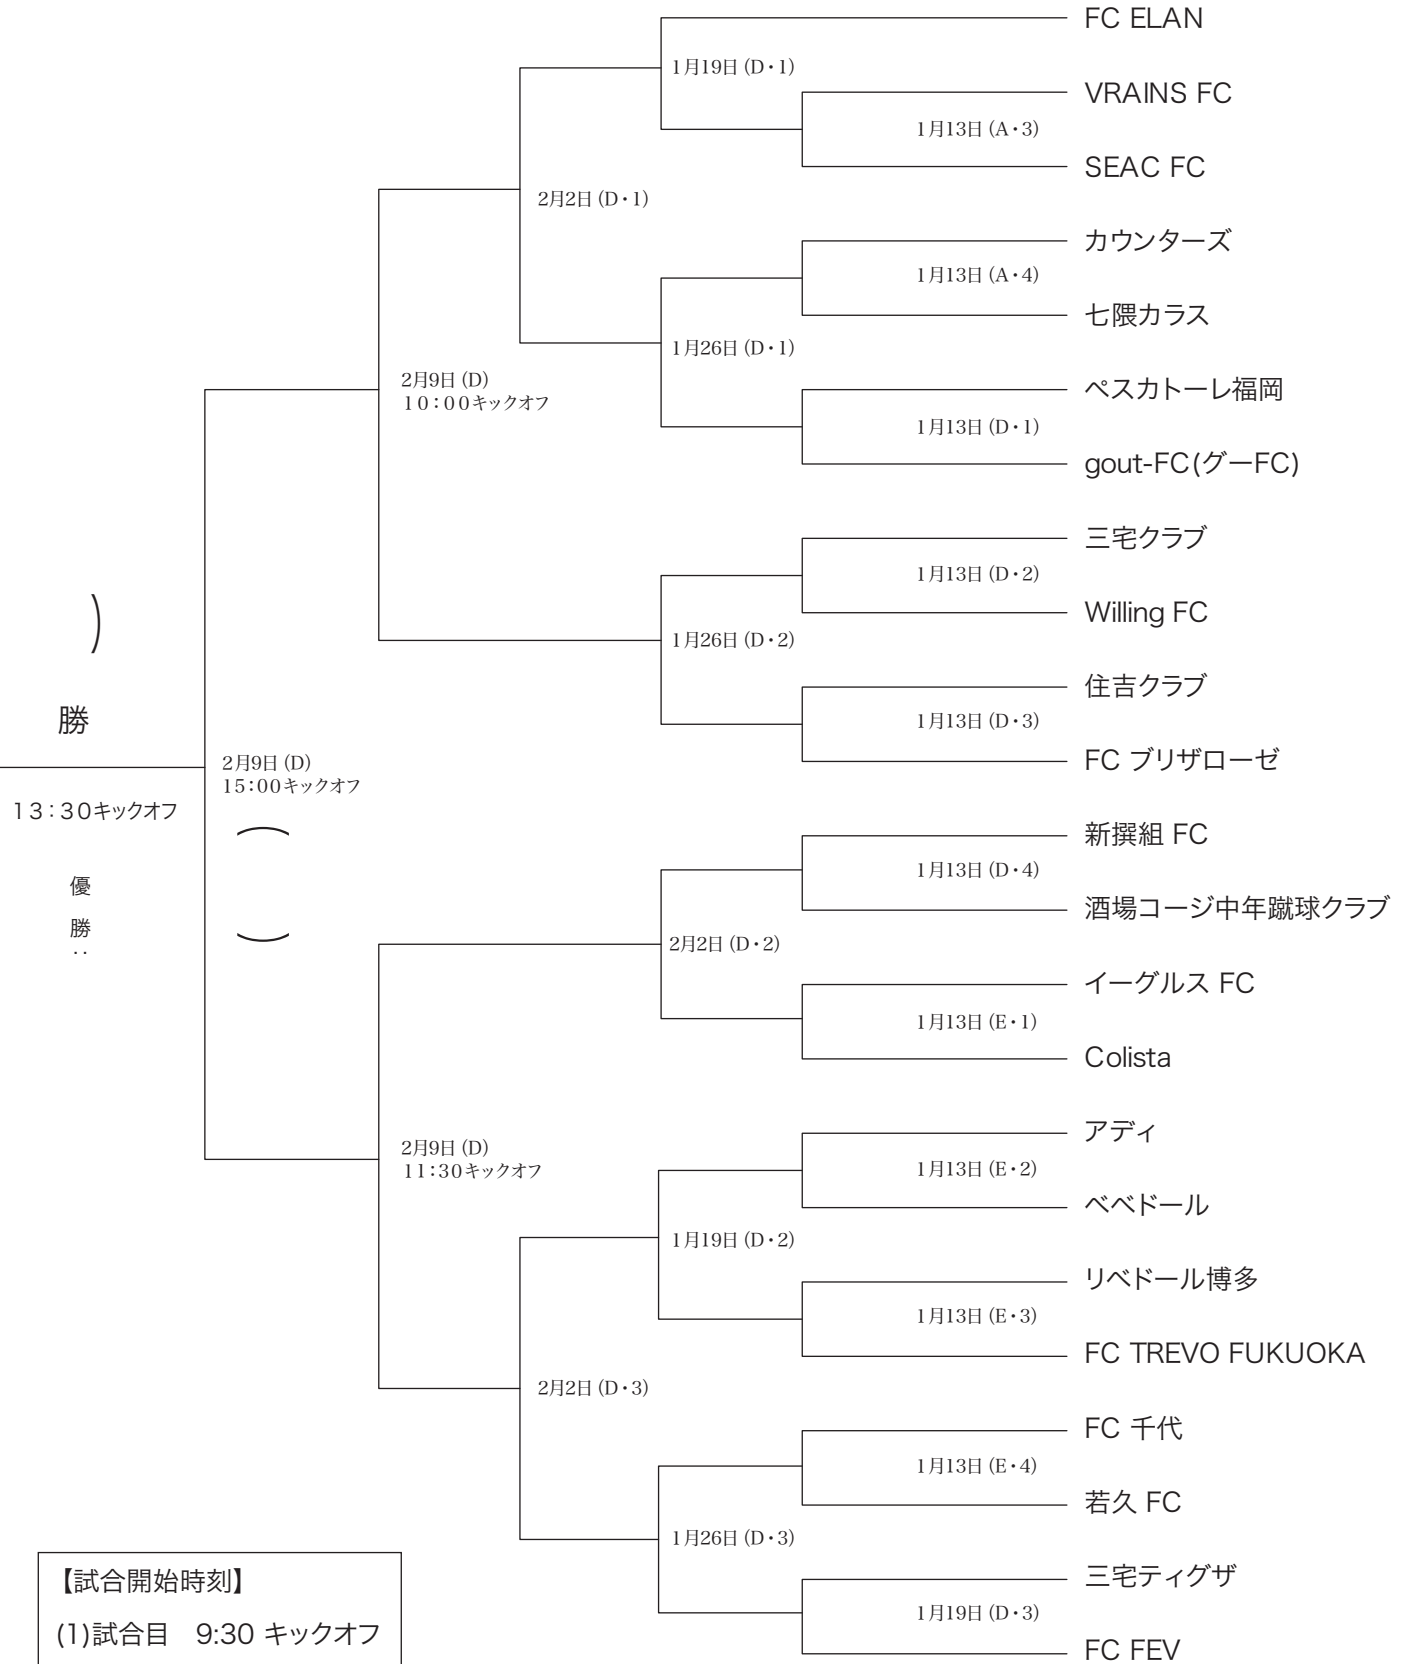 FC ELAN
1月19日 (D・1)
VRAINS FC
1月13日 (A・3)
SEAC FC
2月2日 (D・1)
カウンターズ
1月13日 (A・4)
七隈カラス
1月26日 (D・1)
2月9日 (D)
10：00キックオフ
ペスカトーレ福岡
1月13日 (D・1)
gout-FC(グーFC)
三宅クラブ
1月13日 (D・2)
Willing FC
1月26日 (D・2)
住吉クラブ
1月13日 (D・3)
FC ブリザローゼ
)
勝
2月9日 (D)
15：00キックオフ
13：30キックオフ
(
)
優
勝
：
新撰組 FC
1月13日 (D・4)
酒場コージ中年蹴球クラブ
2月2日 (D・2)
イーグルス FC
1月13日 (E・1)
Colista
2月9日 (D)
11：30キックオフ
アディ
1月13日 (E・2)
ベベドール
1月19日 (D・2)
リベドール博多
1月13日 (E・3)
FC TREVO FUKUOKA
2月2日 (D・3)
FC 千代
1月13日 (E・4)
若久 FC
1月26日 (D・3)
三宅ティグザ
1月19日 (D・3)
FC FEV
【試合開始時刻】
(1)試合目　9:30 キックオフ